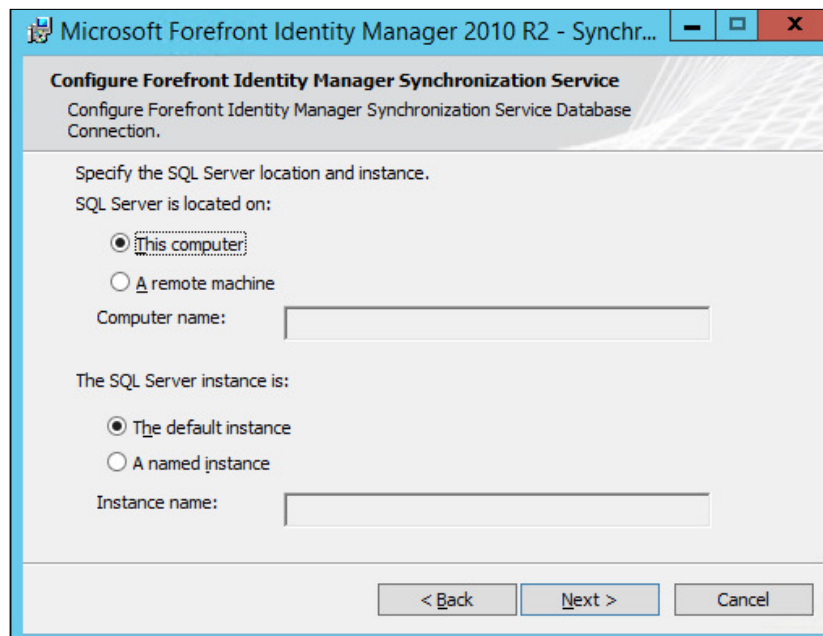 Microsoft Forefront Identity Manager 2010 R2 - Synchr...
Configure Forefront Identity Manager Synchronization Service
Configure Forefront Identity Manager Synchronization Service Database
Connection.
Specify the SQL Server location and instance.
SQL Server is located on:
This computer
A remote machine
Computer name:
The SQL Server instance is:
The default instance
A named instance
Instance name:
< Back
Next >
Cancel